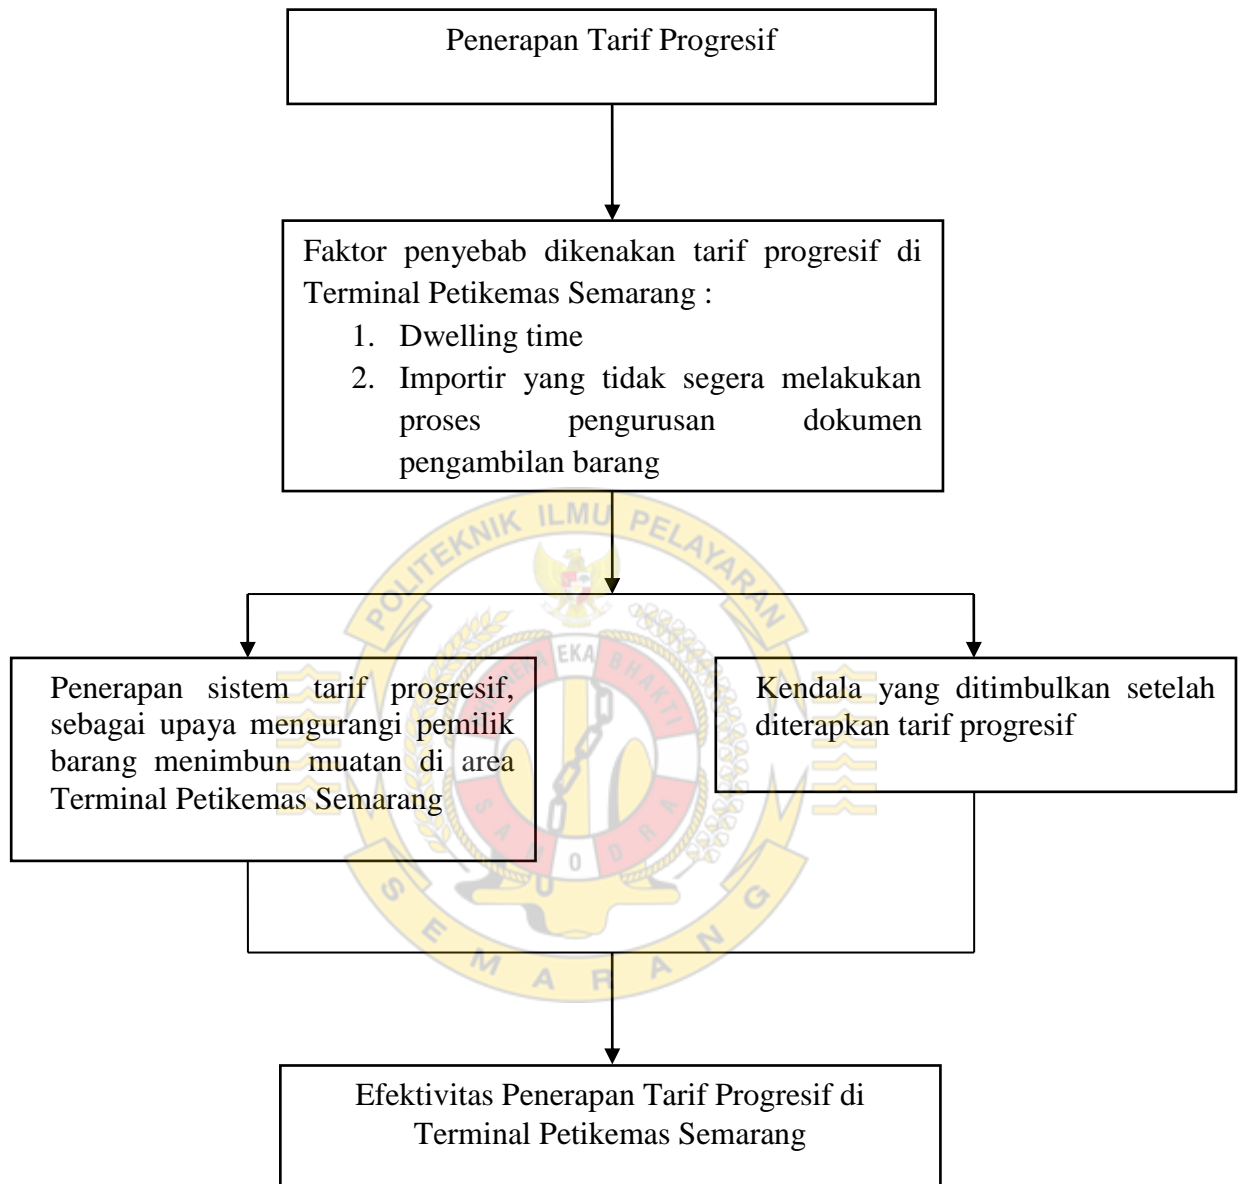 Penerapan Tarif Progresif
Faktor penyebab dikenakan tarif progresif di
Terminal Petikemas Semarang :
1. Dwelling time
2. Importir yang tidak segera melakukan
proses pengurusan dokumen
pengambilan barang
POLITEKNIK ILMU PELAYARAN
Penerapan sistem tarif progresif,
sebagai upaya mengurangi pemilik
barang menimbun muatan di area
Terminal Petikemas Semarang
EKA BHAKTI
Kendala yang ditimbulkan setelah
diterapkan tarif progresif
SAMODRA
SEMARANG
Efektivitas Penerapan Tarif Progresif di
Terminal Petikemas Semarang